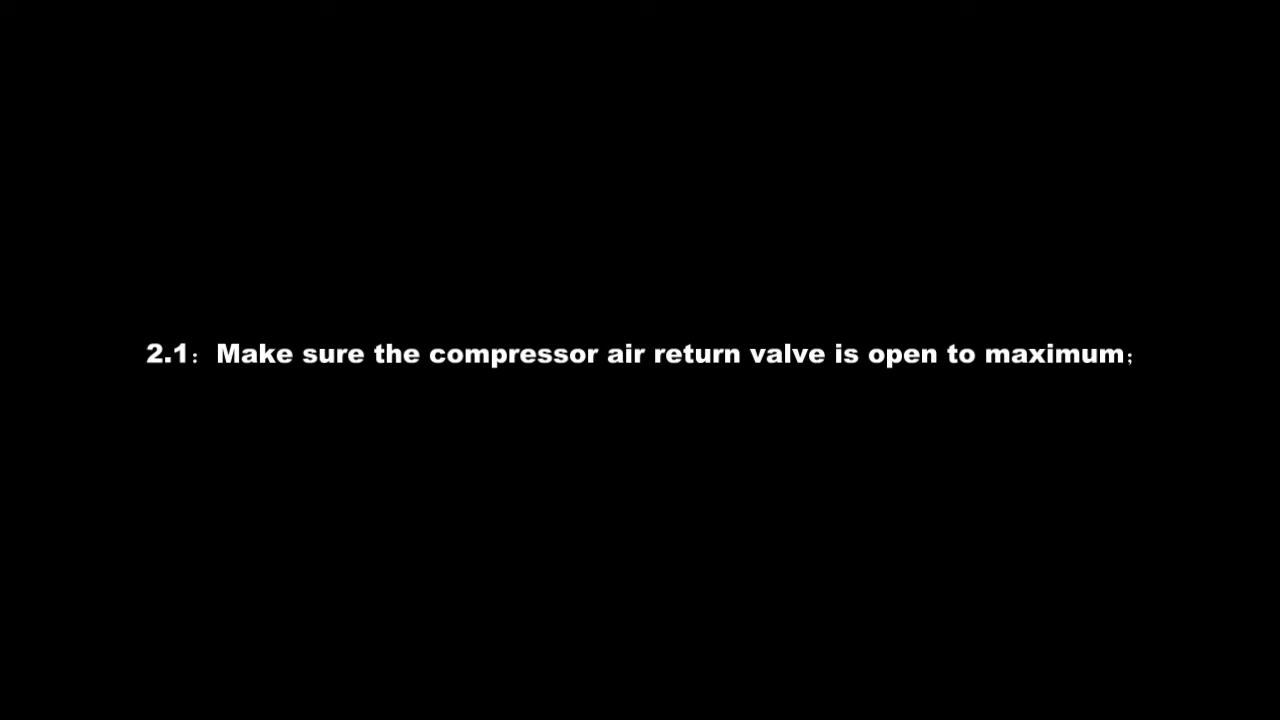 2.1：Make sure the compressor air return valve is open to maximum；